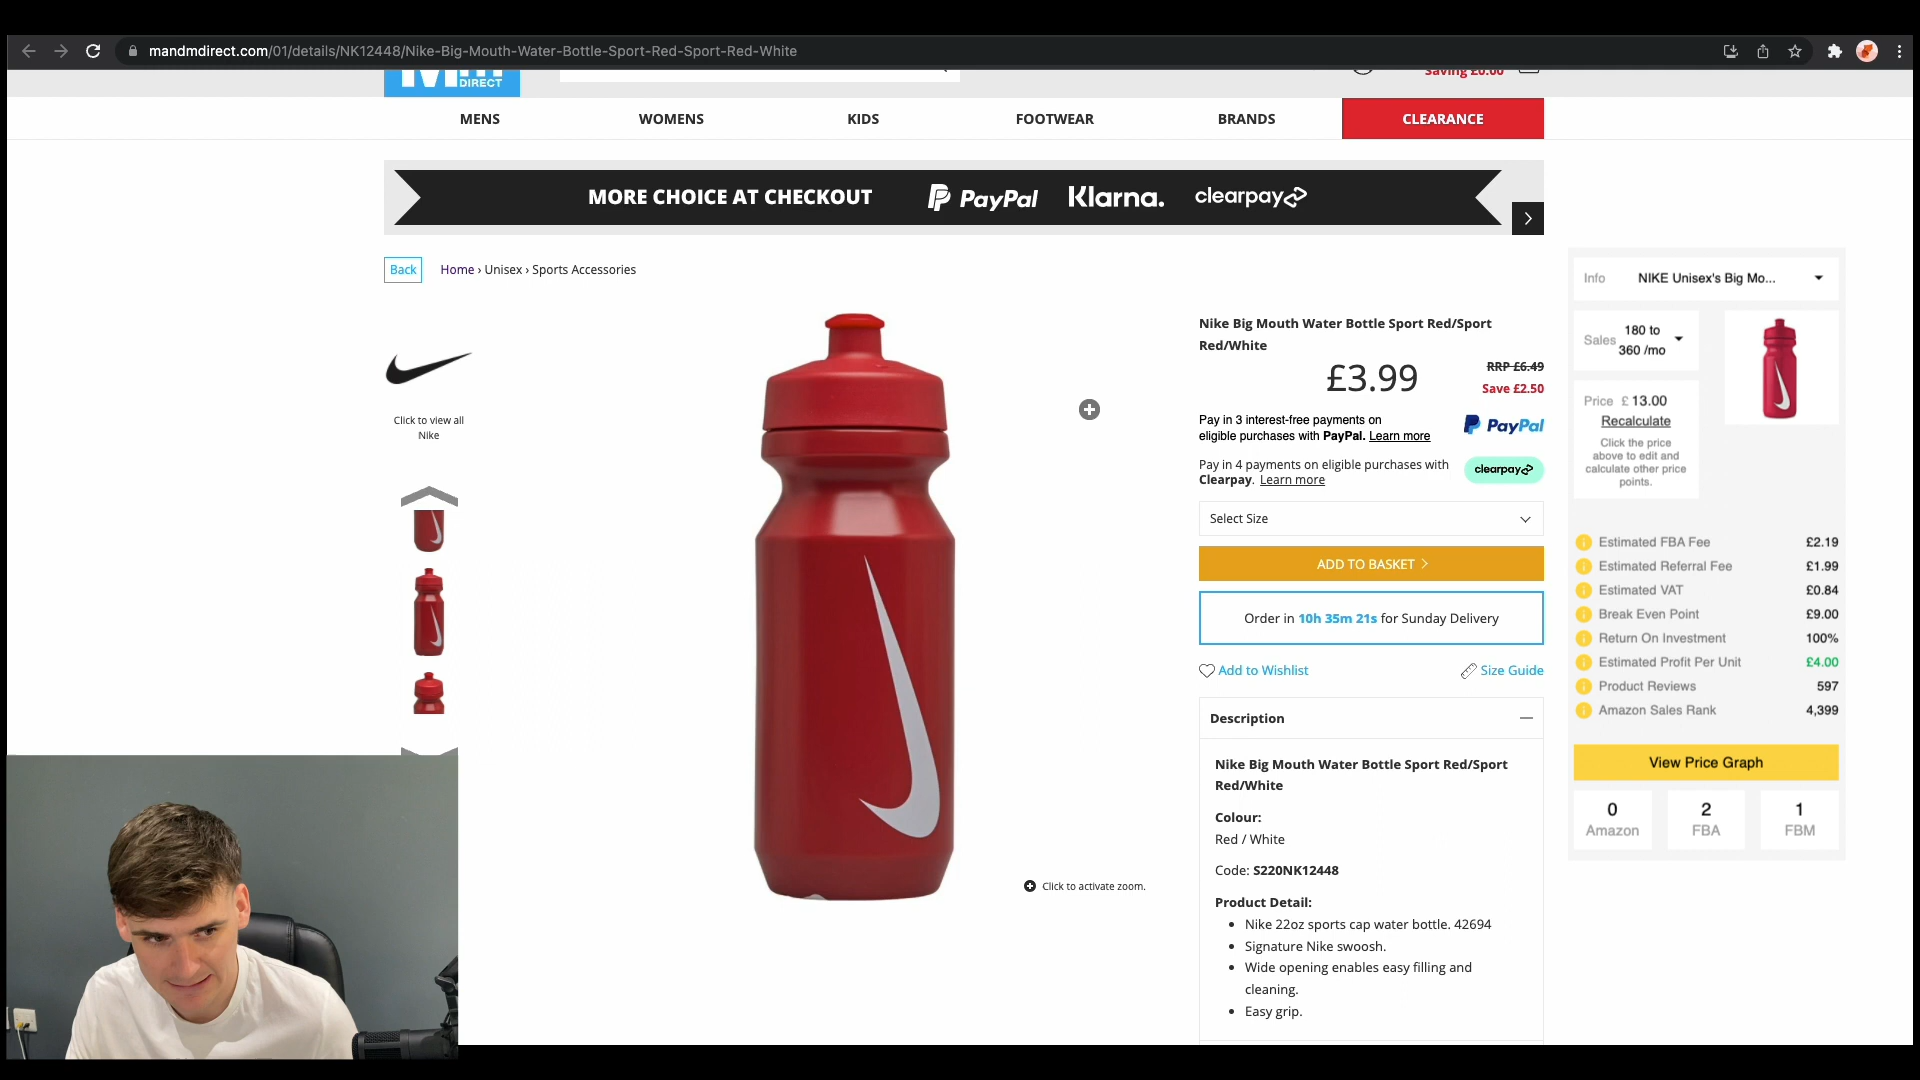 mandmdirect.com/01/details/NK12448/Nike-Big-Mouth-Water-Bottle-Sport-Red-Sport-Red-White
DIRECT
Saving £0.00
MENS
WOMENS
KIDS
FOOTWEAR
BRANDS
CLEARANCE
MORE CHOICE AT CHECKOUT
PayPal
Klarna.
clearpay
Back
Home › Unisex › Sports Accessories
Click to view all
Nike
Click to activate zoom.
Nike Big Mouth Water Bottle Sport Red/Sport
Red/White
£3.99
RRP £6.49
Save £2.50
Pay in 3 interest-free payments on
eligible purchases with PayPal. Learn more
PayPal
Pay in 4 payments on eligible purchases with
Clearpay. Learn more
clearpay
Select Size
ADD TO BASKET
Order in 10h 35m 21s for Sunday Delivery
Add to Wishlist
Size Guide
Description
Nike Big Mouth Water Bottle Sport Red/Sport
Red/White
Colour:
Red / White
Code: S220NK12448
Product Detail:
Nike 22oz sports cap water bottle. 42694
Signature Nike swoosh.
Wide opening enables easy filling and
cleaning.
Easy grip.
Info
NIKE Unisex's Big Mo...
Sales
180 to
360 /mo
Price £ 13.00
Recalculate
Click the price
above to edit and
calculate other price
points.
Estimated FBA Fee £2.19
Estimated Referral Fee £1.99
Estimated VAT £0.84
Break Even Point £9.00
Return On Investment 100%
Estimated Profit Per Unit £4.00
Product Reviews 597
Amazon Sales Rank 4,399
View Price Graph
0
Amazon
2
FBA
1
FBM